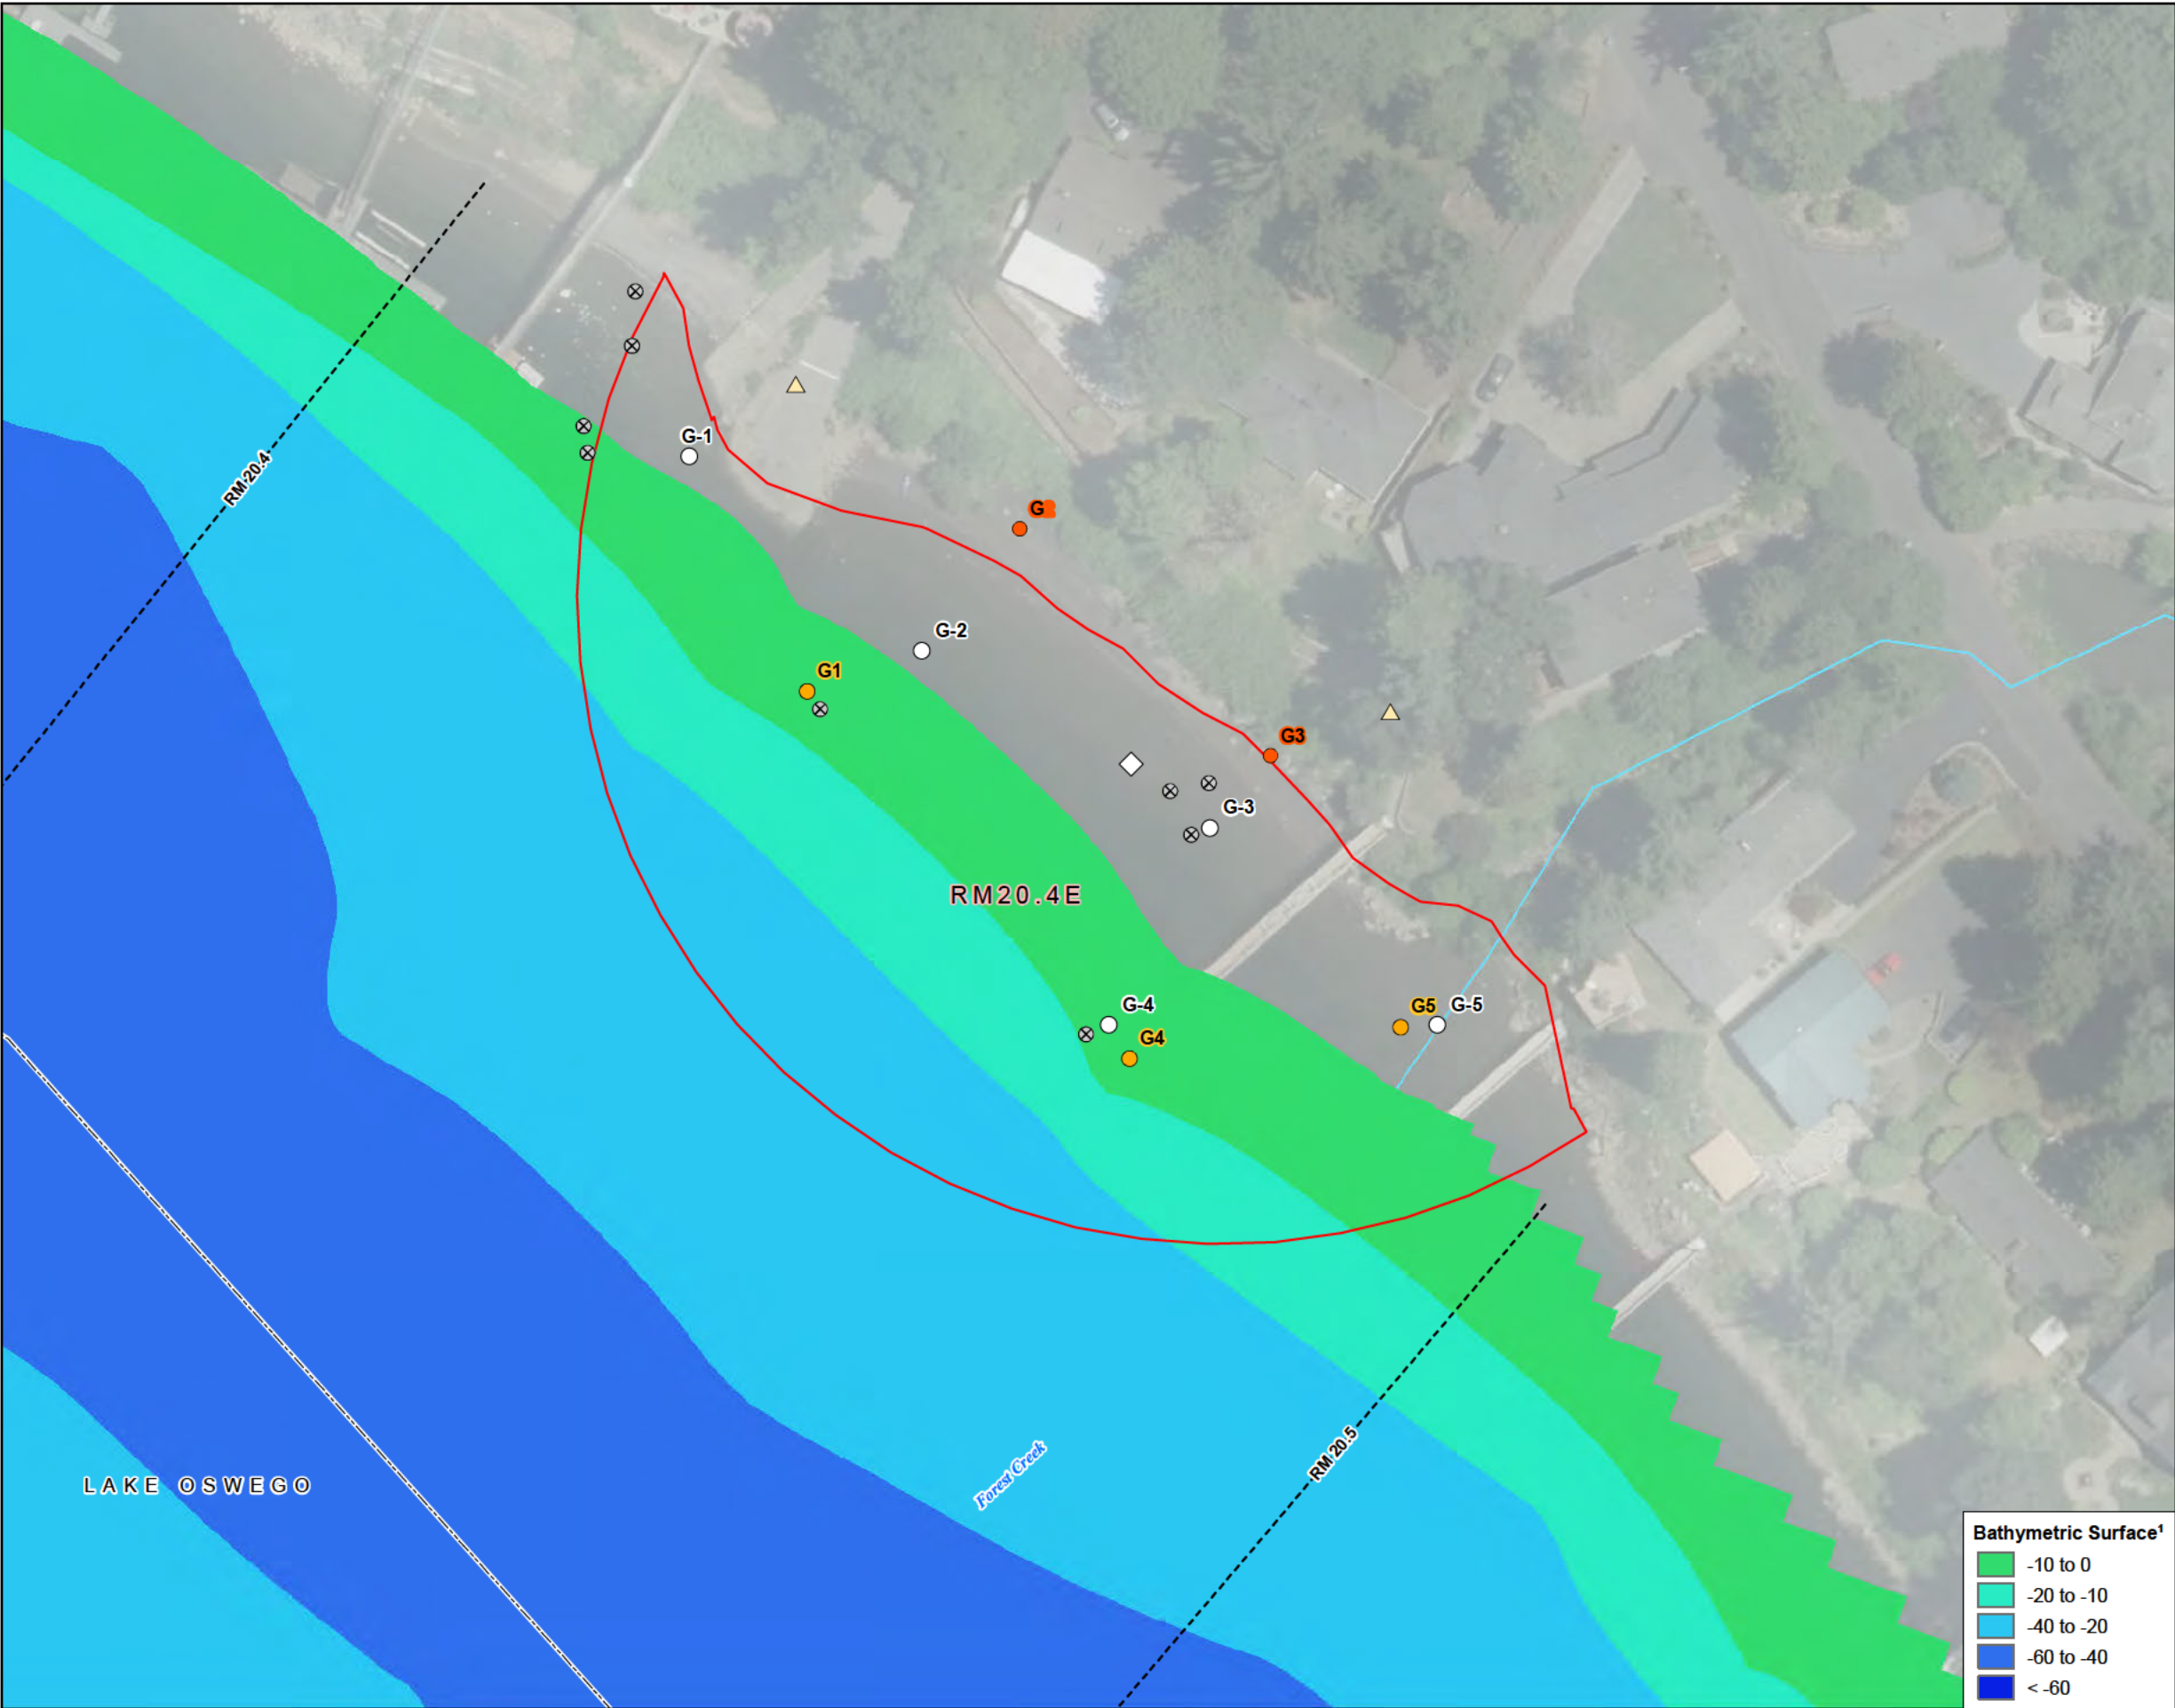 RM 20.4
G-1
G2
G-2
G1
G3
G-3
RM20.4E
G-4
G4
G5
G-5
RM 20.5
Forest Creek
LAKE OSWEGO
Bathymetric Surface¹
-10 to 0
-20 to -10
-40 to -20
-60 to -40
< -60